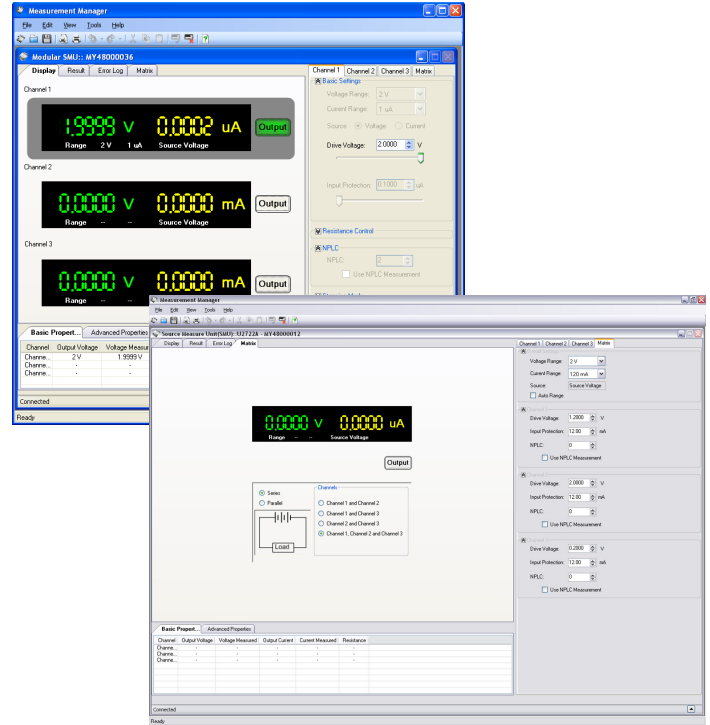 Measurement Manager
File Edit View Tools Help
Modular SMU:: MY48000036
Display Result Error Log Matrix
Channel 1 Channel 2 Channel 3 Matrix
Channel 1
1.9999 V 0.0002 uA
Range 2 V 1 uA Source Voltage
Output
Channel 2
0.0000 V 0.0000 mA
Range -- -- Source Voltage
Output
Channel 3
0.0000 V 0.0000 mA
Range -- -- Source Voltage
Output
Basic Settings
Voltage Range: 2 V
Current Range: 1 uA
Source: Voltage Current
Drive Voltage: 2.0000 V
Input Protection: 0.1000 uA
Resistance Control
NPLC
NPLC: 2
Use NPLC Measurement
Basic Propert... Advanced Properties
Channel Output Voltage Voltage Measur
Channe... 2 V 1.9999 V
Channe... - -
Channe... - -
Connected
Ready
Measurement Manager
File Edit View Tools Help
Source Measure Unit(SMU)::U2722A - MY48000012
Display Result Error Log Matrix
Channel 1 Channel 2 Channel 3 Matrix
0.0000 V 0.0000 uA
Range -- -- Source Voltage
Output
Series
Parallel
Load
Channels
Channel 1 and Channel 2
Channel 1 and Channel 3
Channel 2 and Channel 3
Channel 1, Channel 2 and Channel 3
Voltage Range: 2 V
Current Range: 120 mA
Source: Source Voltage
Auto Range
Drive Voltage: 1.2000 V
Input Protection: 12.00 mA
NPLC: 0
Use NPLC Measurement
Drive Voltage: 2.0000 V
Input Protection: 12.00 mA
NPLC: 0
Use NPLC Measurement
Drive Voltage: 0.2000 V
Input Protection: 12.00 mA
NPLC: 0
Use NPLC Measurement
Basic Propert... Advanced Properties
Channel Output Voltage Voltage Measured Output Current Current Measured Resistance
Channe... - - - - -
Channe... - - - - -
Channe... - - - - -
Connected
Ready